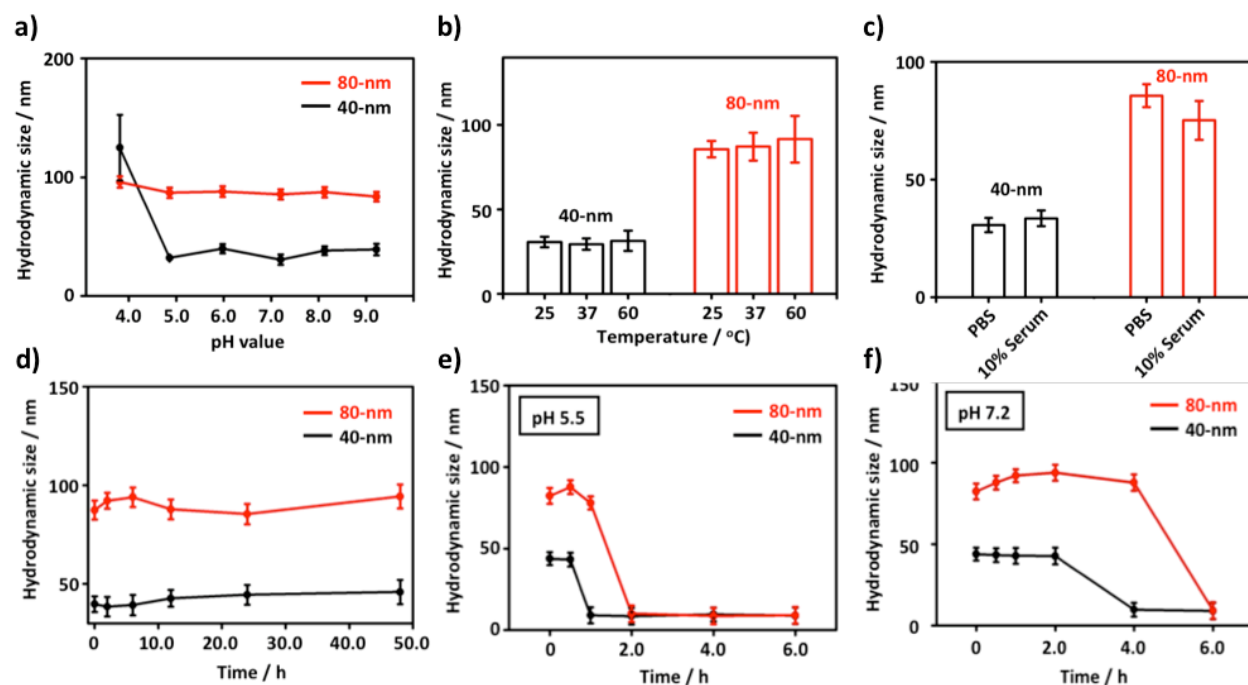 a)
Hydrodynamic size / nm
200
100
0
80-nm
40-nm
4.0 5.0 6.0 7.0 8.0 9.0
pH value
b)
Hydrodynamic size / nm
100
50
0
40-nm
80-nm
25 37 60 25 37 60
Temperature / °C)
c)
Hydrodynamic size / nm
100
50
0
40-nm
80-nm
PBS
10% Serum
PBS
10% Serum
d)
Hydrodynamic size / nm
150
100
50
80-nm
40-nm
0 10.0 20.0 30.0 40.0 50.0
Time / h
e)
Hydrodynamic size / nm
150
100
50
0
pH 5.5
80-nm
40-nm
0 2.0 4.0 6.0
Time / h
f)
Hydrodynamic size / nm
150
100
50
0
pH 7.2
80-nm
40-nm
0 2.0 4.0 6.0
Time / h